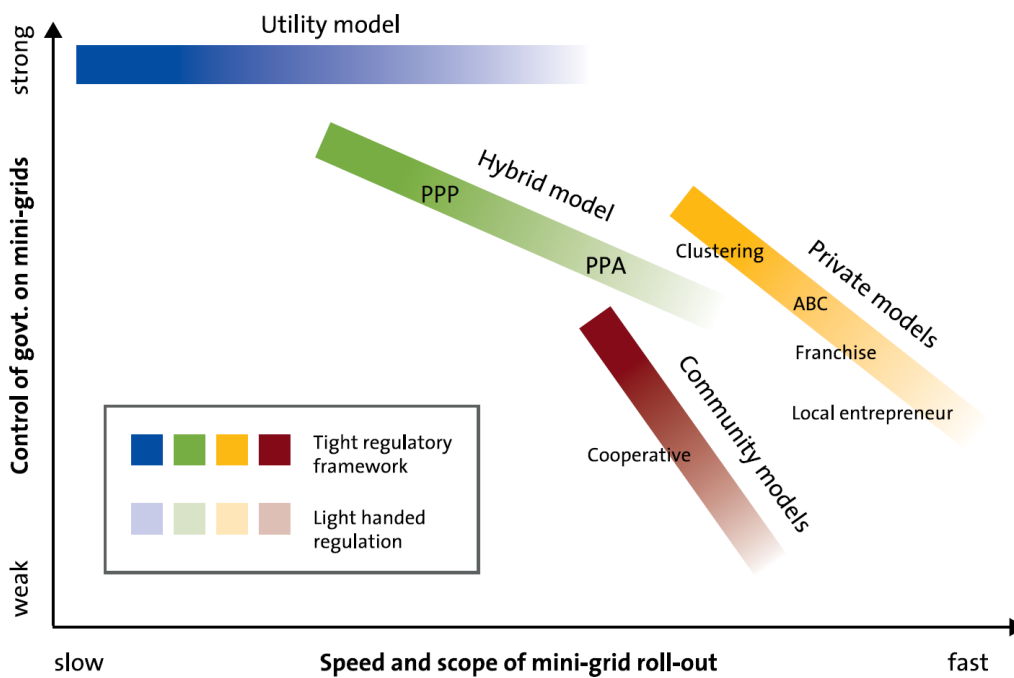 Utility model
strong
Control of govt. on mini-grids
weak
Hybrid model
PPP
PPA
Private models
Clustering
ABC
Franchise
Local entrepreneur
Community models
Cooperative
Tight regulatory
framework
Light handed
regulation
slow
Speed and scope of mini-grid roll-out
fast